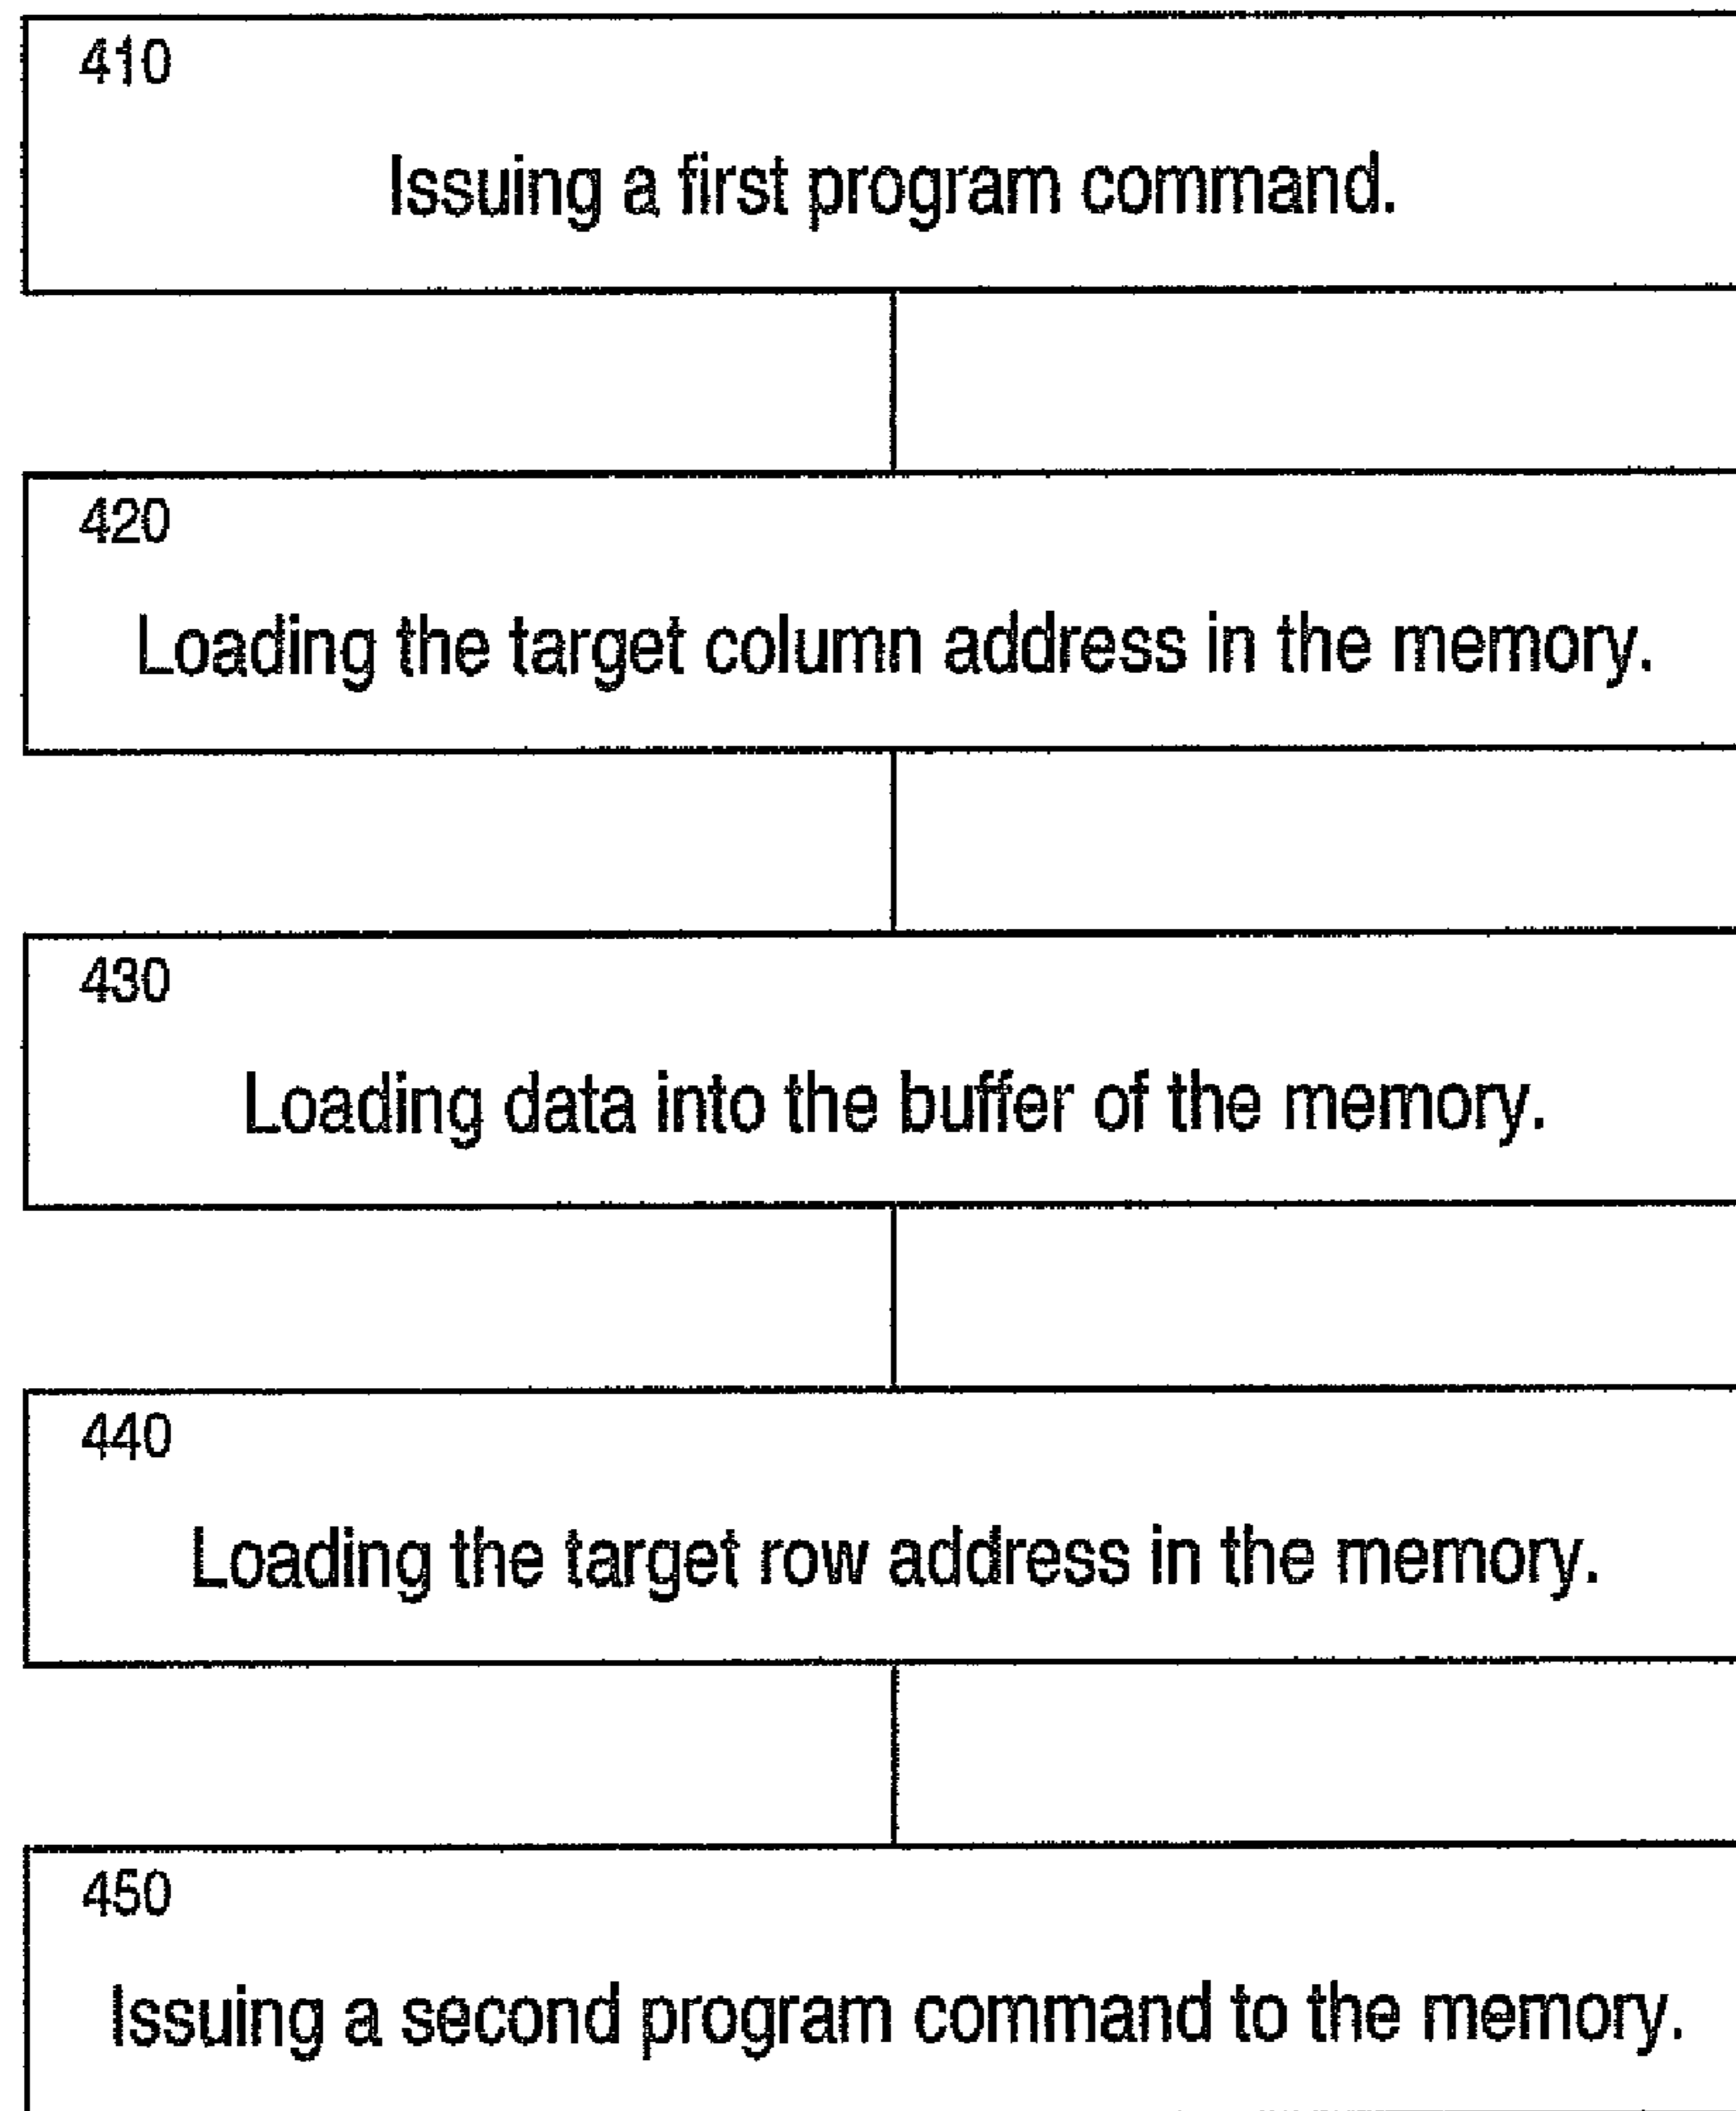 410
Issuing a first program command.
420
Loading the target column address in the memory.
430
Loading data into the buffer of the memory.
440
Loading the target row address in the memory.
450
Issuing a second program command to the memory.